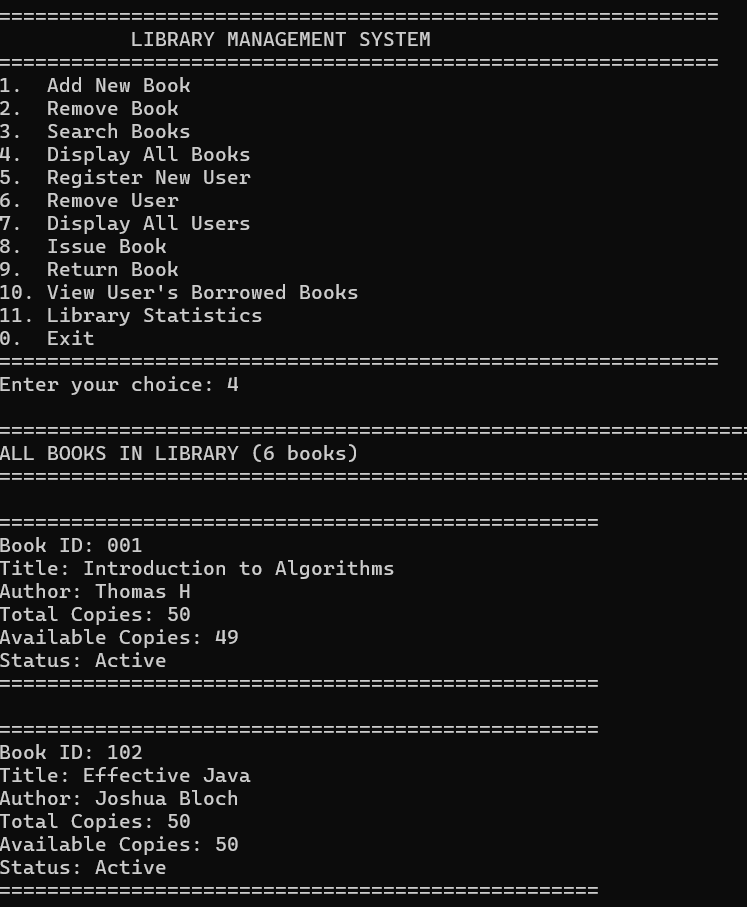 ============================================================
LIBRARY MANAGEMENT SYSTEM
============================================================
1.  Add New Book
2.  Remove Book
3.  Search Books
4.  Display All Books
5.  Register New User
6.  Remove User
7.  Display All Users
8.  Issue Book
9.  Return Book
10. View User's Borrowed Books
11. Library Statistics
0.  Exit
============================================================
Enter your choice: 4
===============================================================
ALL BOOKS IN LIBRARY (6 books)
===============================================================
==================================================
Book ID: 001
Title: Introduction to Algorithms
Author: Thomas H
Total Copies: 50
Available Copies: 49
Status: Active
==================================================
==================================================
Book ID: 102
Title: Effective Java
Author: Joshua Bloch
Total Copies: 50
Available Copies: 50
Status: Active
==================================================